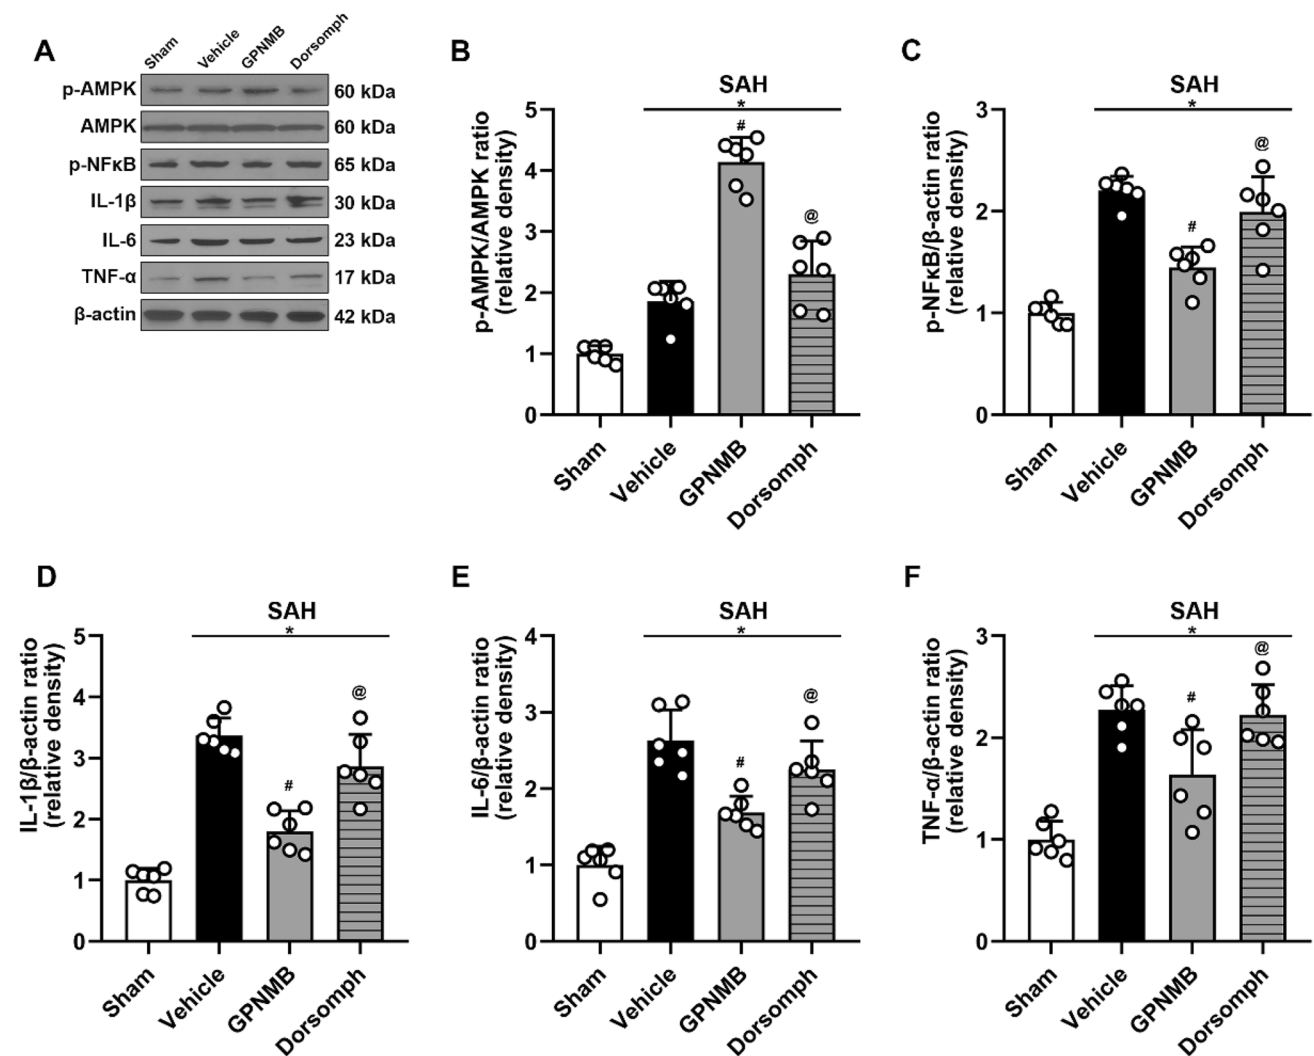 A
Sham Vehicle GPNMB Dorsomph
p-AMPK 60 kDa
AMPK 60 kDa
p-NFκB 65 kDa
IL-1β 30 kDa
IL-6 23 kDa
TNF-α 17 kDa
β-actin 42 kDa
B
SAH
*
#
@
p-AMPK/AMPK ratio
(relative density)
5
4
3
2
1
0
Sham Vehicle GPNMB Dorsomph
C
SAH
*
#
@
p-NFκB/β-actin ratio
(relative density)
3
2
1
0
Sham Vehicle GPNMB Dorsomph
D
SAH
*
#
@
IL-1β/β-actin ratio
(relative density)
5
4
3
2
1
0
Sham Vehicle GPNMB Dorsomph
E
SAH
*
#
@
IL-6/β-actin ratio
(relative density)
4
3
2
1
0
Sham Vehicle GPNMB Dorsomph
F
SAH
*
#
@
TNF-α/β-actin ratio
(relative density)
3
2
1
0
Sham Vehicle GPNMB Dorsomph